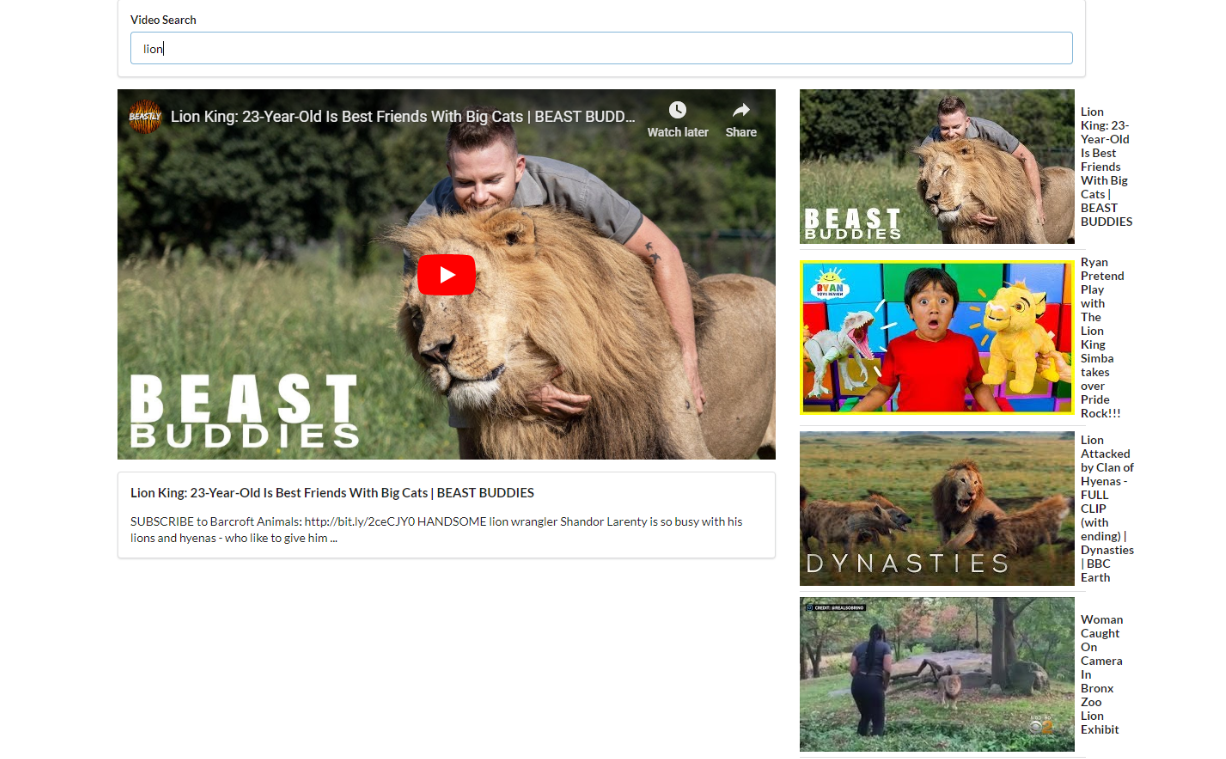 Video Search
lion
BEASTLY
Lion King: 23-Year-Old Is Best Friends With Big Cats | BEAST BUDD...
Watch later
Share
BEAST
BUDDIES
Lion King: 23-Year-Old Is Best Friends With Big Cats | BEAST BUDDIES
SUBSCRIBE to Barcroft Animals: http://bit.ly/2ceCJY0 HANDSOME lion wrangler Shandor Larenty is so busy with his
lions and hyenas - who like to give him ...
BEAST
BUDDIES
Lion
King: 23-
Year-Old
Is Best
Friends
With Big
Cats |
BEAST
BUDDIES
RYAN
TOYS REVIEW
Ryan
Pretend
Play
with
The
Lion
King
Simba
takes
over
Pride
Rock!!!
DYNASTIES
Lion
Attacked
by Clan of
Hyenas -
FULL
CLIP
(with
ending) |
Dynasties
| BBC
Earth
CREDIT: @REALSOBRINO
Woman
Caught
On
Camera
In
Bronx
Zoo
Lion
Exhibit